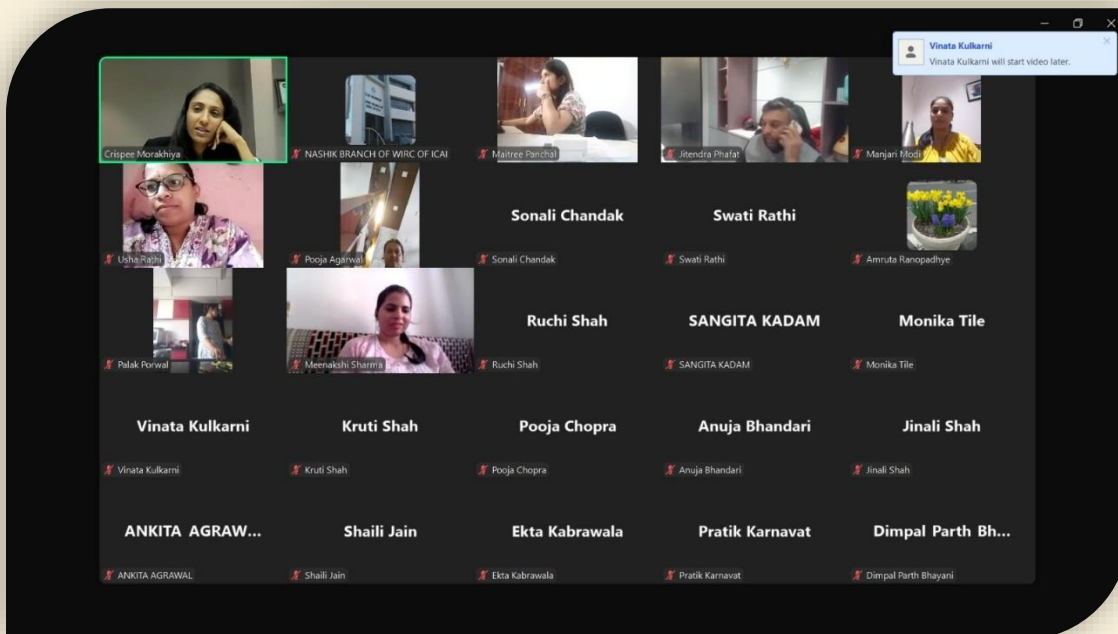 Vinata Kulkarni
Vinata Kulkarni will start video later.
Crispee Morakhiya
NASHIK BRANCH OF WIRC OF ICAI
Maitree Panchal
Jitendra Phafat
Manjari Modi
Usha Rathi
Pooja Agarwal
Sonali Chandak
Sonali Chandak
Swati Rathi
Swati Rathi
Amruta Ranopadhye
Palak Porwal
Meenakshi Sharma
Ruchi Shah
Ruchi Shah
SANGITA KADAM
SANGITA KADAM
Monika Tile
Monika Tile
Vinata Kulkarni
Vinata Kulkarni
Kruti Shah
Kruti Shah
Pooja Chopra
Pooja Chopra
Anuja Bhandari
Anuja Bhandari
Jinali Shah
Jinali Shah
ANKITA AGRAW...
ANKITA AGRAWAL
Shaili Jain
Shaili Jain
Ekta Kabrawala
Ekta Kabrawala
Pratik Karnavat
Pratik Karnavat
Dimpal Parth Bh...
Dimpal Parth Bhayani